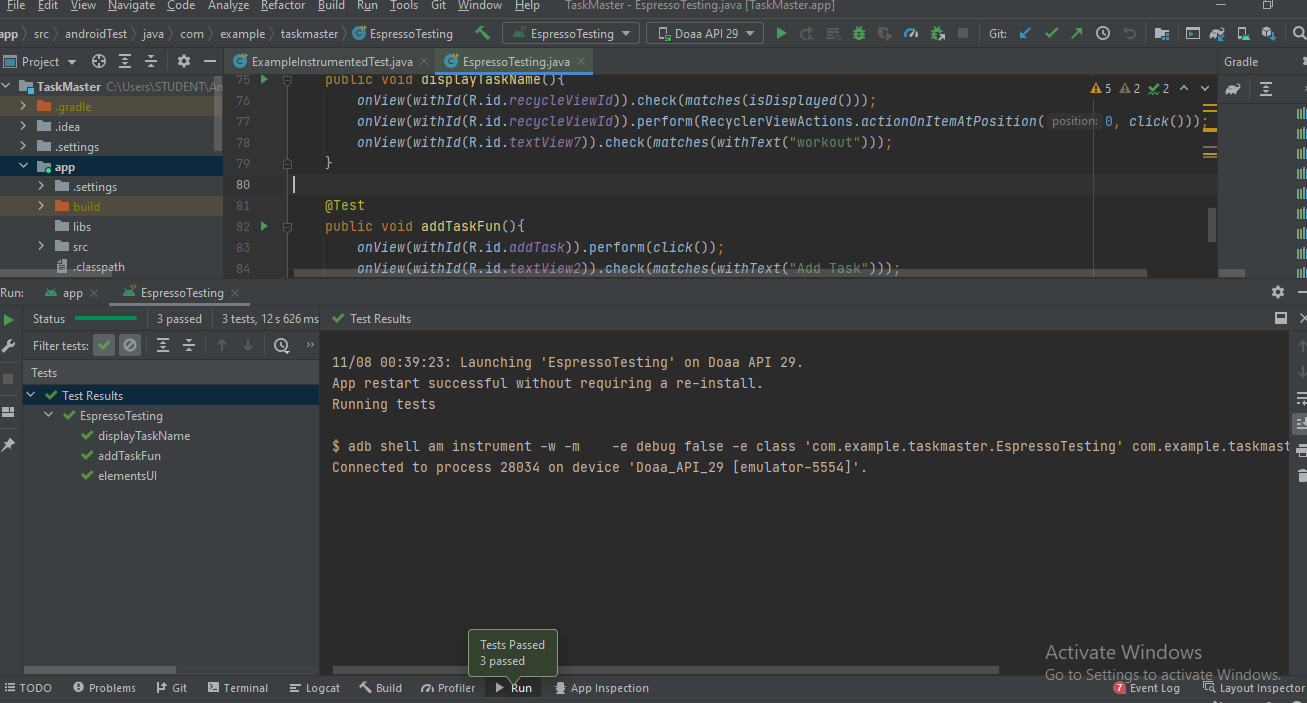 File Edit View Navigate Code Analyze Refactor Build Run Tools Git Window Help TaskMaster - EspressoTesting.java [TaskMaster.app]
app src androidTest java com example taskmaster EspressoTesting EspressoTesting Doaa API 29 Git:
Project ExampleInstrumentedTest.java EspressoTesting.java Gradle
TaskMaster C:\Users\STUDENT\An
.gradle
.idea
.settings
app
.settings
build
libs
src
.classpath
5 2 2
75 public void displayTaskName(){
76 onView(withId(R.id.recycleViewId)).check(matches(isDisplayed()));
77 onView(withId(R.id.recycleViewId)).perform(RecyclerViewActions.actionOnItemAtPosition( position: 0, click()));
78 onView(withId(R.id.textView7)).check(matches(withText("workout")));
79 }
80
81 @Test
82 public void addTaskFun(){
83 onView(withId(R.id.addTask)).perform(click());
84 onView(withId(R.id.textView2)).check(matches(withText("Add Task")));
Run: app EspressoTesting
Status 3 passed 3 tests, 12 s 626 ms Test Results
Filter tests: »
Tests
Test Results
EspressoTesting
displayTaskName
addTaskFun
elementsUI
11/08 00:39:23: Launching 'EspressoTesting' on Doaa API 29.
App restart successful without requiring a re-install.
Running tests
$ adb shell am instrument -w -m -e debug false -e class 'com.example.taskmaster.EspressoTesting' com.example.taskmast
Connected to process 28034 on device 'Doaa_API_29 [emulator-5554]'.
Tests Passed
3 passed
Activate Windows
Go to Settings to activate Windows.
TODO Problems Git Terminal Logcat Build Profiler Run App Inspection 7 Event Log Layout Inspector